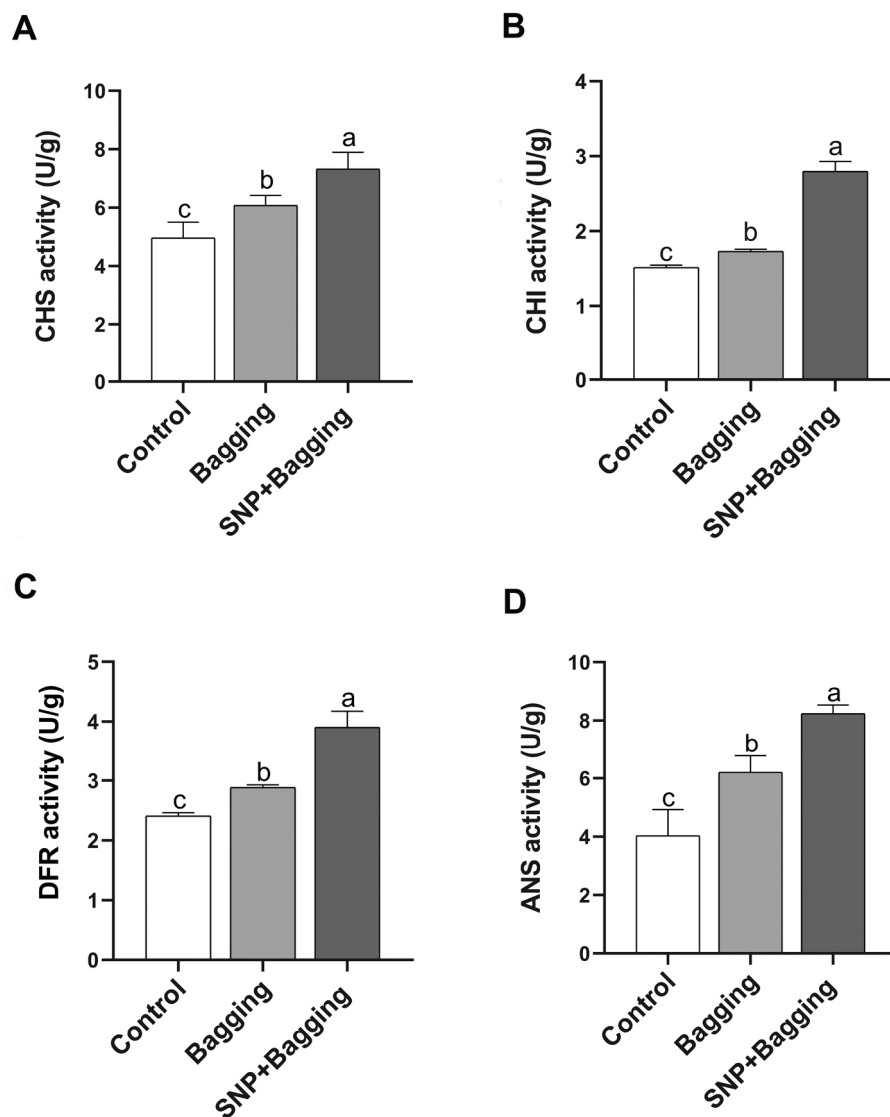 A
CHS activity (U/g)
10
8
6
4
2
0
c
b
a
Control
Bagging
SNP+Bagging
B
CHI activity (U/g)
4
3
2
1
0
c
b
a
Control
Bagging
SNP+Bagging
C
DFR activity (U/g)
5
4
3
2
1
0
c
b
a
Control
Bagging
SNP+Bagging
D
ANS activity (U/g)
10
8
6
4
2
0
c
b
a
Control
Bagging
SNP+Bagging